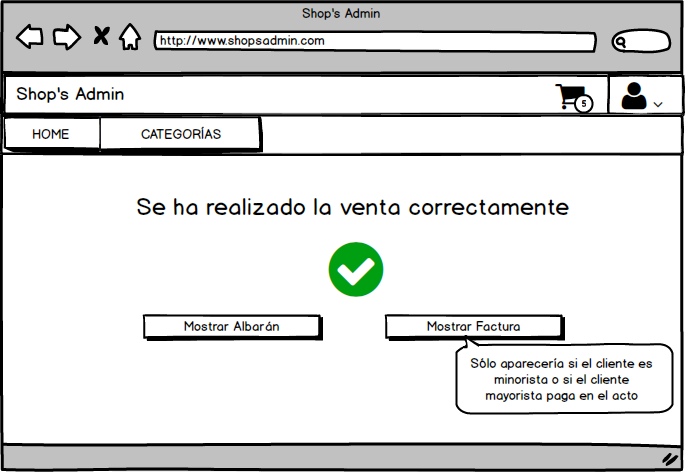 Shop's Admin
http://www.shopsadmin.com
Shop's Admin
5
HOME
CATEGORÍAS
Se ha realizado la venta correctamente
Mostrar Albarán
Mostrar Factura
Sólo aparecería si el cliente es
minorista o si el cliente
mayorista paga en el acto